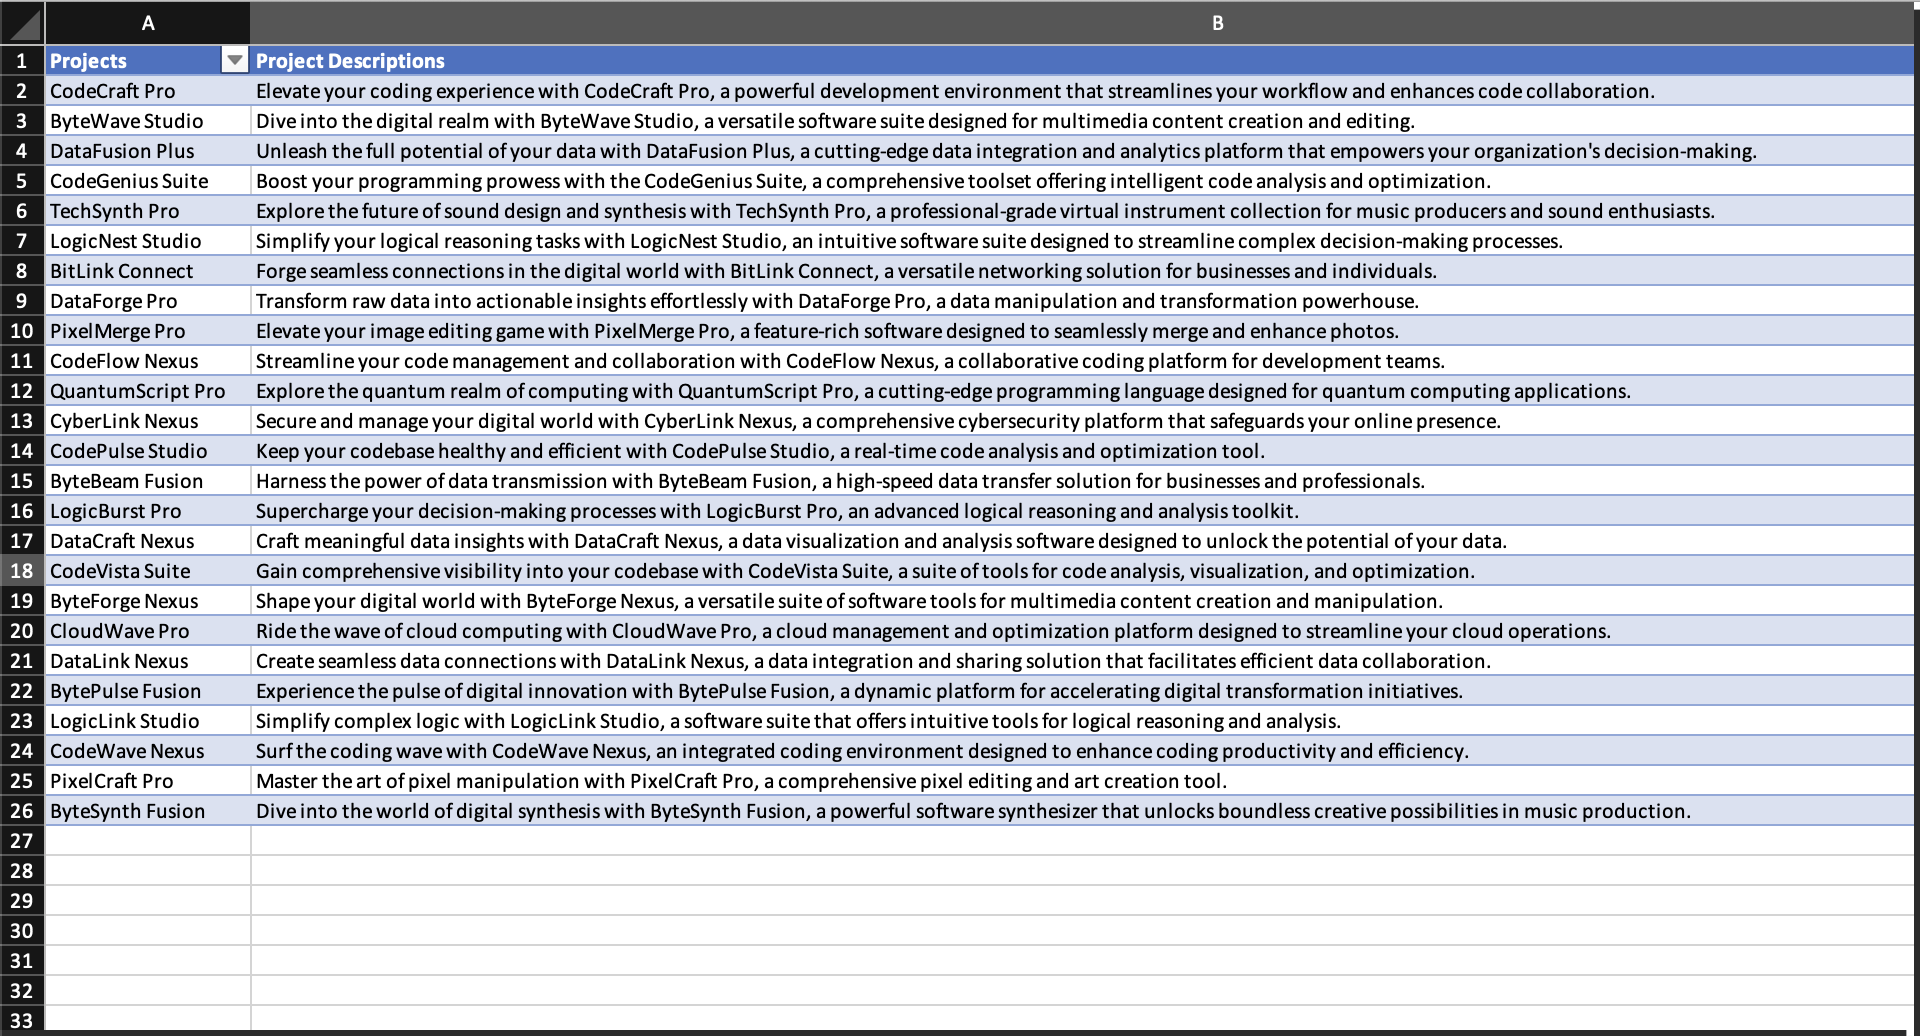 A B
1 Projects Project Descriptions
2 CodeCraft Pro Elevate your coding experience with CodeCraft Pro, a powerful development environment that streamlines your workflow and enhances code collaboration.
3 ByteWave Studio Dive into the digital realm with ByteWave Studio, a versatile software suite designed for multimedia content creation and editing.
4 DataFusion Plus Unleash the full potential of your data with DataFusion Plus, a cutting-edge data integration and analytics platform that empowers your organization's decision-making.
5 CodeGenius Suite Boost your programming prowess with the CodeGenius Suite, a comprehensive toolset offering intelligent code analysis and optimization.
6 TechSynth Pro Explore the future of sound design and synthesis with TechSynth Pro, a professional-grade virtual instrument collection for music producers and sound enthusiasts.
7 LogicNest Studio Simplify your logical reasoning tasks with LogicNest Studio, an intuitive software suite designed to streamline complex decision-making processes.
8 BitLink Connect Forge seamless connections in the digital world with BitLink Connect, a versatile networking solution for businesses and individuals.
9 DataForge Pro Transform raw data into actionable insights effortlessly with DataForge Pro, a data manipulation and transformation powerhouse.
10 PixelMerge Pro Elevate your image editing game with PixelMerge Pro, a feature-rich software designed to seamlessly merge and enhance photos.
11 CodeFlow Nexus Streamline your code management and collaboration with CodeFlow Nexus, a collaborative coding platform for development teams.
12 QuantumScript Pro Explore the quantum realm of computing with QuantumScript Pro, a cutting-edge programming language designed for quantum computing applications.
13 CyberLink Nexus Secure and manage your digital world with CyberLink Nexus, a comprehensive cybersecurity platform that safeguards your online presence.
14 CodePulse Studio Keep your codebase healthy and efficient with CodePulse Studio, a real-time code analysis and optimization tool.
15 ByteBeam Fusion Harness the power of data transmission with ByteBeam Fusion, a high-speed data transfer solution for businesses and professionals.
16 LogicBurst Pro Supercharge your decision-making processes with LogicBurst Pro, an advanced logical reasoning and analysis toolkit.
17 DataCraft Nexus Craft meaningful data insights with DataCraft Nexus, a data visualization and analysis software designed to unlock the potential of your data.
18 CodeVista Suite Gain comprehensive visibility into your codebase with CodeVista Suite, a suite of tools for code analysis, visualization, and optimization.
19 ByteForge Nexus Shape your digital world with ByteForge Nexus, a versatile suite of software tools for multimedia content creation and manipulation.
20 CloudWave Pro Ride the wave of cloud computing with CloudWave Pro, a cloud management and optimization platform designed to streamline your cloud operations.
21 DataLink Nexus Create seamless data connections with DataLink Nexus, a data integration and sharing solution that facilitates efficient data collaboration.
22 BytePulse Fusion Experience the pulse of digital innovation with BytePulse Fusion, a dynamic platform for accelerating digital transformation initiatives.
23 LogicLink Studio Simplify complex logic with LogicLink Studio, a software suite that offers intuitive tools for logical reasoning and analysis.
24 CodeWave Nexus Surf the coding wave with CodeWave Nexus, an integrated coding environment designed to enhance coding productivity and efficiency.
25 PixelCraft Pro Master the art of pixel manipulation with PixelCraft Pro, a comprehensive pixel editing and art creation tool.
26 ByteSynth Fusion Dive into the world of digital synthesis with ByteSynth Fusion, a powerful software synthesizer that unlocks boundless creative possibilities in music production.
27
28
29
30
31
32
33